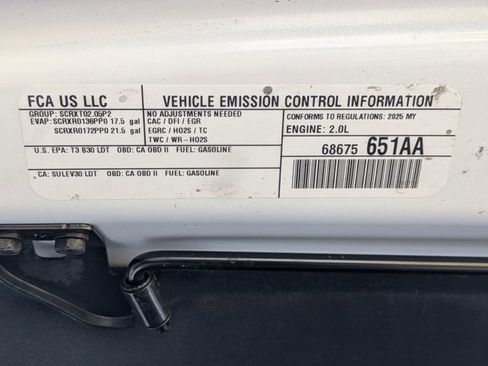 FCA US LLC
VEHICLE EMISSION CONTROL INFORMATION
GROUP: SCRXT02.05P2
EVAP: SCRXR0136PP0 17.5 gal
SCRXR0172PP0 21.5 gal
NO ADJUSTMENTS NEEDED
CAC / DFI / EGR
EGRC / HO2S / TC
TWC / WR-HO2S
CONFORMS TO REGULATIONS: 2025 MY
ENGINE: 2.0L
U.S. EPA: T3 B30 LDT OBD: CA OBD II FUEL: GASOLINE
68675 651AA
CA: SULEV30 LDT OBD: CA OBD II FUEL: GASOLINE